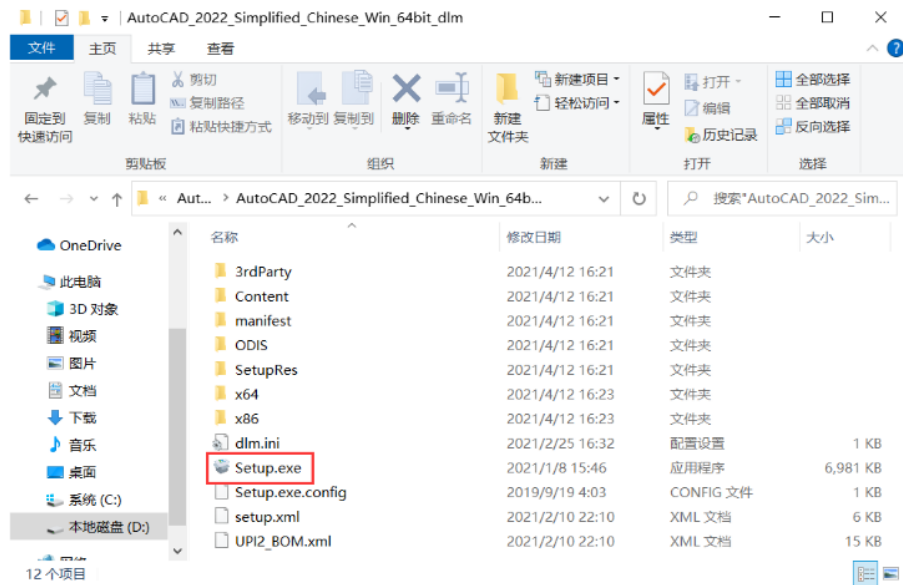 AutoCAD_2022_Simplified_Chinese_Win_64bit_dlm
文件 主页 共享 查看
固定到
快速访问
复制
粘贴
剪切
复制路径
粘贴快捷方式
剪贴板
移动到 复制到 删除 重命名
组织
新建
文件夹
新建项目
轻松访问
新建
属性
打开
编辑
历史记录
打开
全部选择
全部取消
反向选择
选择
« Aut... > AutoCAD_2022_Simplified_Chinese_Win_64b...
搜索"AutoCAD_2022_Sim...
OneDrive
此电脑
3D 对象
视频
图片
文档
下载
音乐
桌面
系统 (C:)
本地磁盘 (D:)
名称 修改日期 类型 大小
3rdParty 2021/4/12 16:21 文件夹
Content 2021/4/12 16:21 文件夹
manifest 2021/4/12 16:21 文件夹
ODIS 2021/4/12 16:21 文件夹
SetupRes 2021/4/12 16:21 文件夹
x64 2021/4/12 16:23 文件夹
x86 2021/4/12 16:23 文件夹
dlm.ini 2021/2/25 16:32 配置设置 1 KB
Setup.exe 2021/1/8 15:46 应用程序 6,981 KB
Setup.exe.config 2019/9/19 4:03 CONFIG 文件 1 KB
setup.xml 2021/2/10 22:10 XML 文档 6 KB
UPI2_BOM.xml 2021/2/10 22:10 XML 文档 15 KB
12 个项目